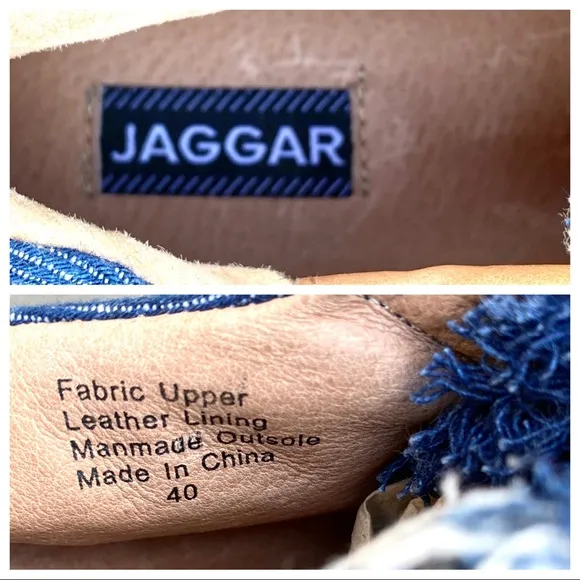 JAGGAR
Fabric Upper
Leather Lining
Manmade Outsole
Made In China
40